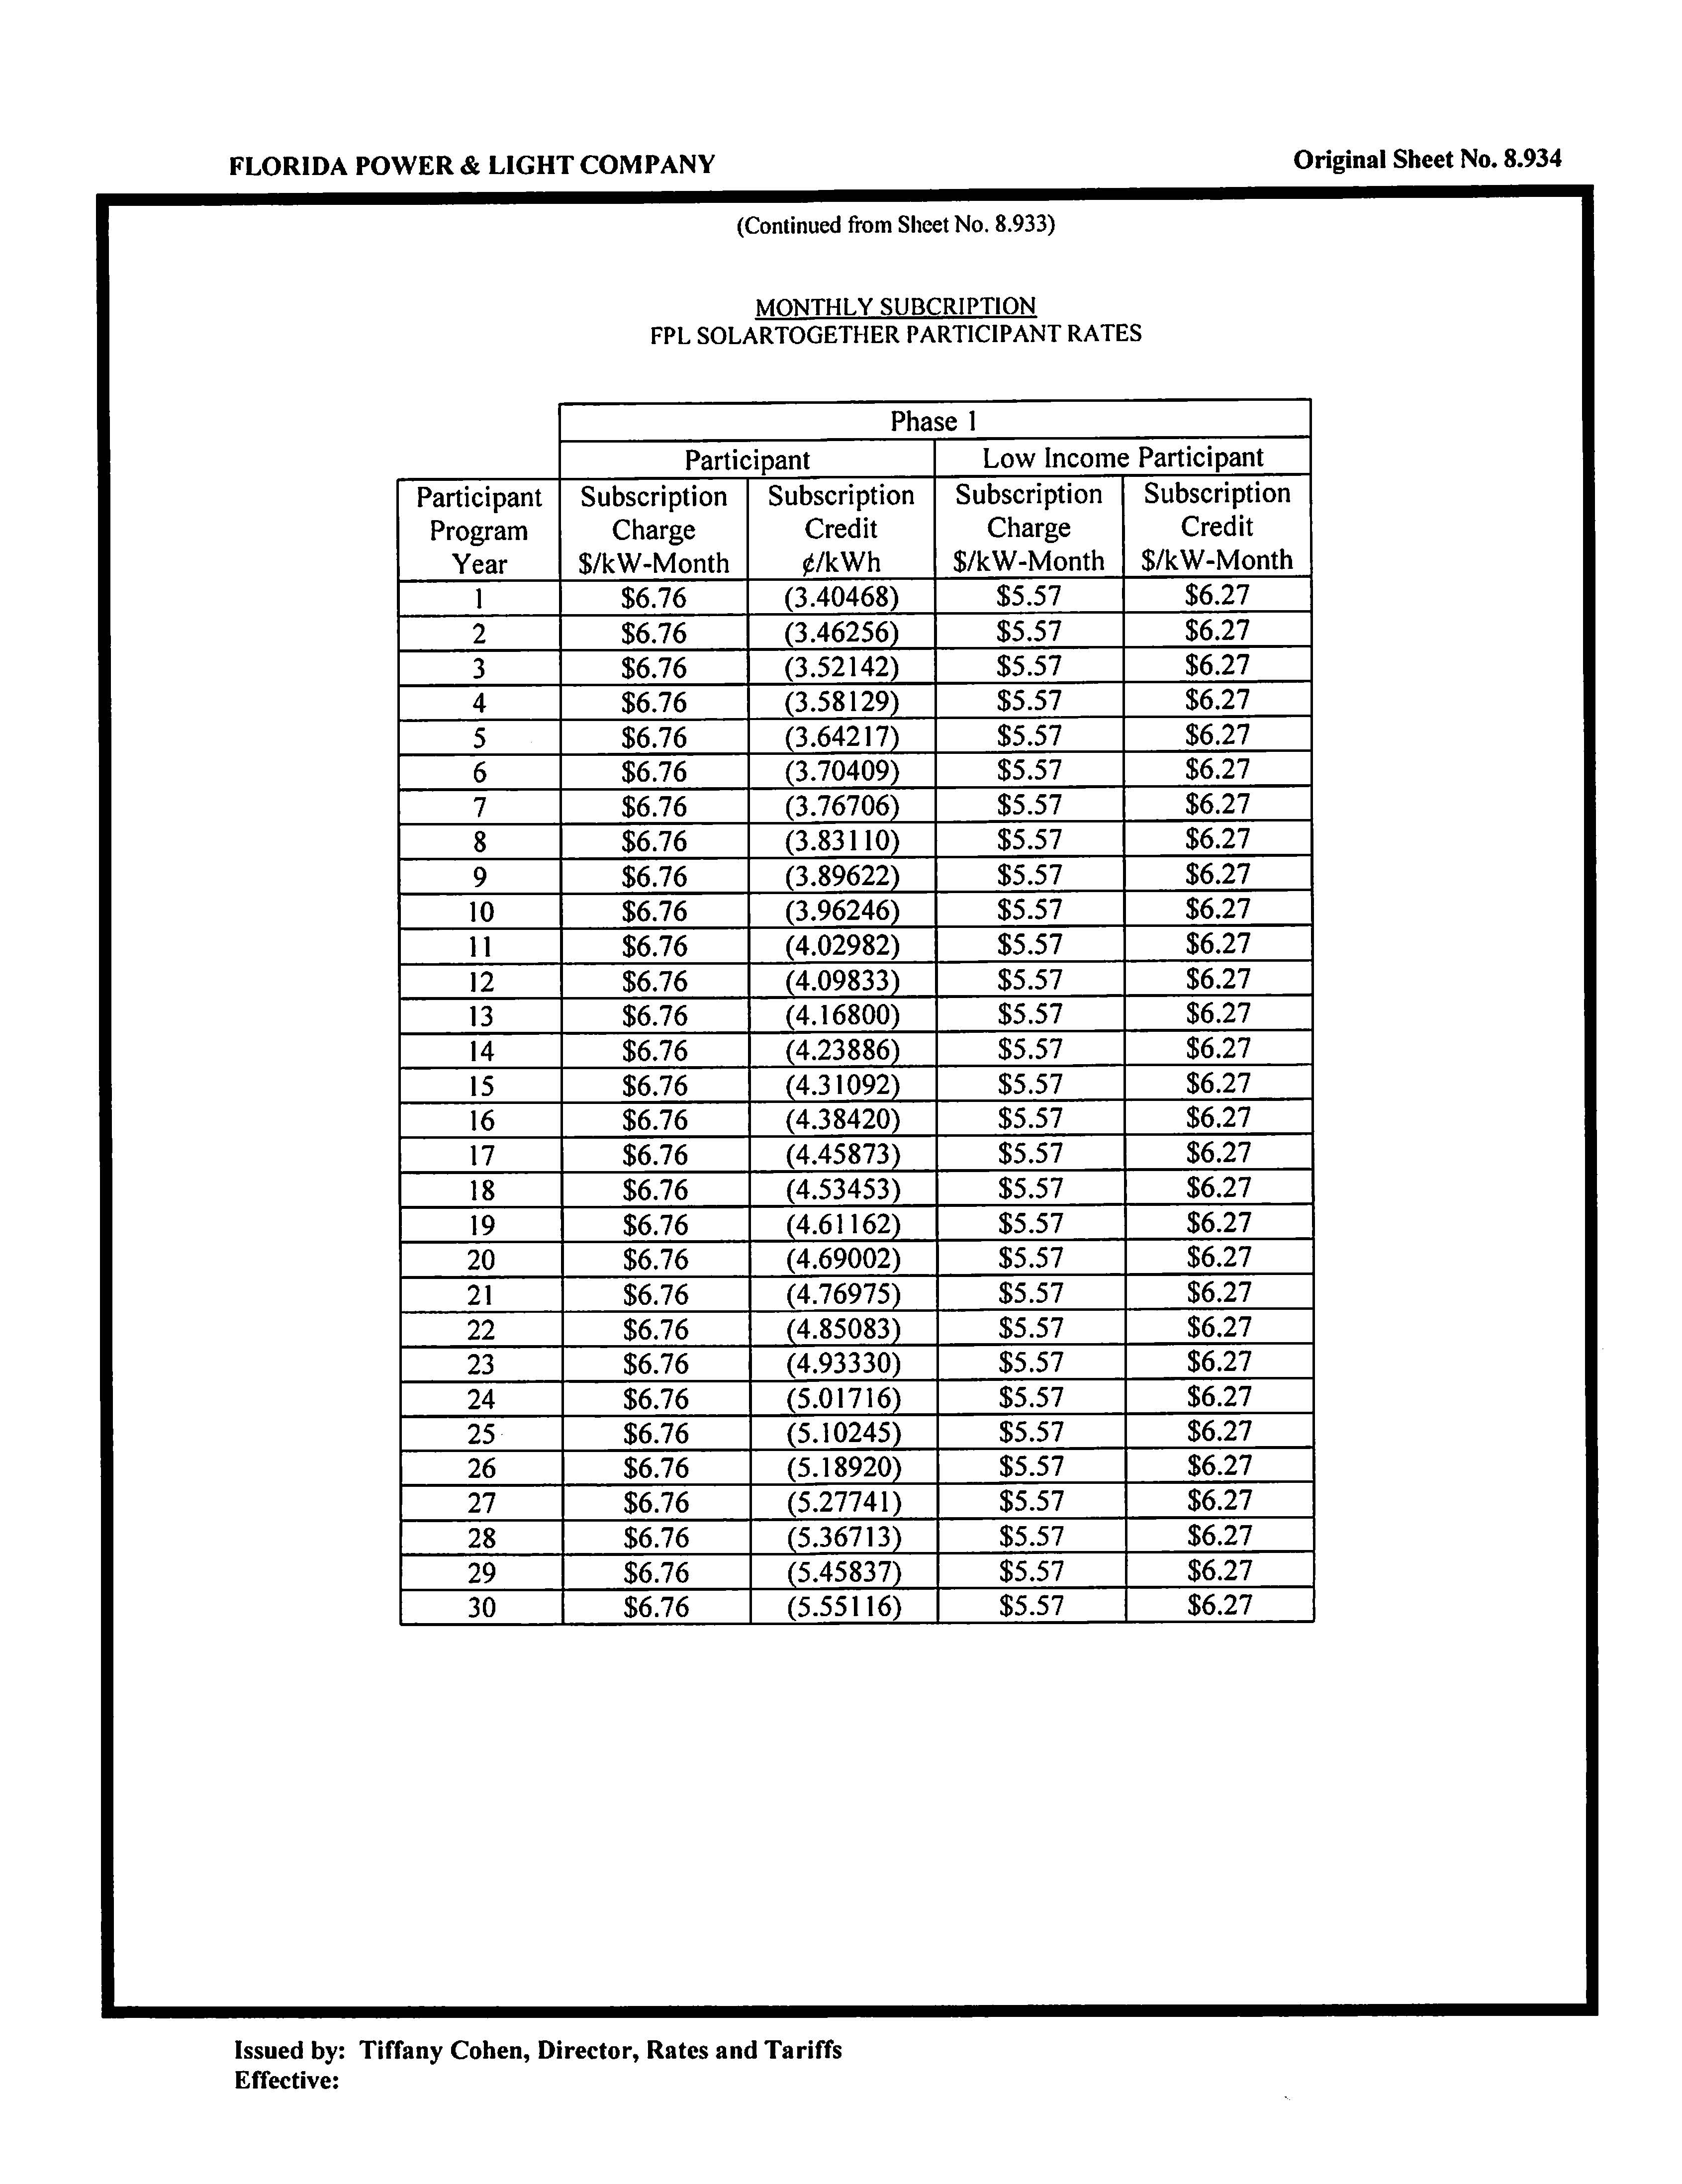 FLORIDA POWER & LIGHT COMPANY Original Sheet No. 8.934
(Continued from Sheet No. 8.933)
MONTHLY SUBCRIPTION
FPL SOLARTOGETHER PARTICIPANT RATES
Phase 1
Participant Low Income Participant
Participant Subscription Subscription Subscription Subscription
Program Charge Credit Charge Credit
Year $/kW-Month ¢/kWh $/kW-Month $/kW-Month
1 $6.76 (3.40468) $5.57 $6.27
2 $6.76 (3.46256) $5.57 $6.27
3 $6.76 (3.52142) $5.57 $6.27
4 $6.76 (3.58129) $5.57 $6.27
5 $6.76 (3.64217) $5.57 $6.27
6 $6.76 (3.70409) $5.57 $6.27
7 $6.76 (3.76706) $5.57 $6.27
8 $6.76 (3.83110) $5.57 $6.27
9 $6.76 (3.89622) $5.57 $6.27
10 $6.76 (3.96246) $5.57 $6.27
11 $6.76 (4.02982) $5.57 $6.27
12 $6.76 (4.09833) $5.57 $6.27
13 $6.76 (4.16800) $5.57 $6.27
14 $6.76 (4.23886) $5.57 $6.27
15 $6.76 (4.31092) $5.57 $6.27
16 $6.76 (4.38420) $5.57 $6.27
17 $6.76 (4.45873) $5.57 $6.27
18 $6.76 (4.53453) $5.57 $6.27
19 $6.76 (4.61162) $5.57 $6.27
20 $6.76 (4.69002) $5.57 $6.27
21 $6.76 (4.76975) $5.57 $6.27
22 $6.76 (4.85083) $5.57 $6.27
23 $6.76 (4.93330) $5.57 $6.27
24 $6.76 (5.01716) $5.57 $6.27
25 $6.76 (5.10245) $5.57 $6.27
26 $6.76 (5.18920) $5.57 $6.27
27 $6.76 (5.27741) $5.57 $6.27
28 $6.76 (5.36713) $5.57 $6.27
29 $6.76 (5.45837) $5.57 $6.27
30 $6.76 (5.55116) $5.57 $6.27
Issued by: Tiffany Cohen, Director, Rates and Tariffs
Effective: